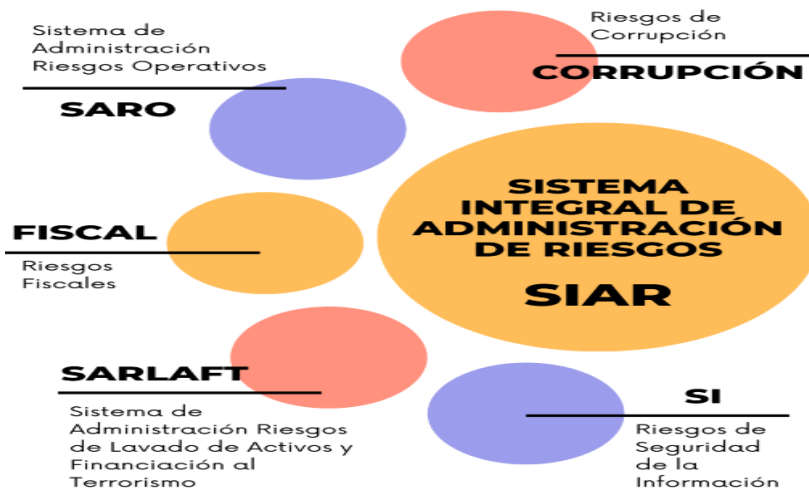 Sistema de
Administración
Riesgos Operativos
SARO
Riesgos de
Corrupción
CORRUPCIÓN
SISTEMA
INTEGRAL DE
ADMINISTRACIÓN
DE RIESGOS
SIAR
FISCAL
Riesgos
Fiscales
SARLAFT
Sistema de
Administración Riesgos
de Lavado de Activos y
Financiación al
Terrorismo
SI
Riesgos de
Seguridad
de la
Información